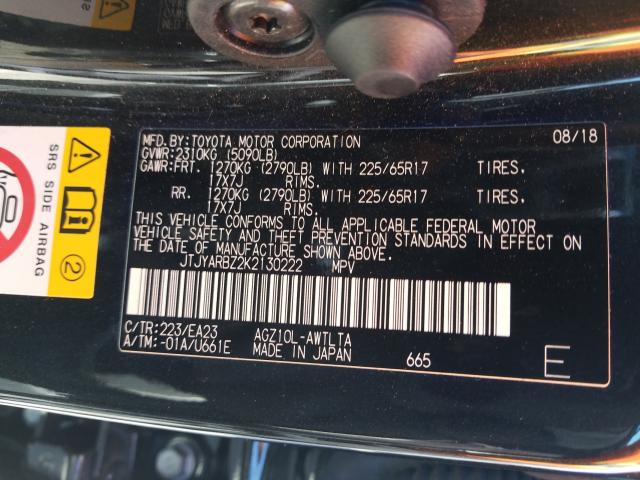 MFD.BY:TOYOTA MOTOR CORPORATION 08/18
GVWR:2310KG (5090LB)
GAWR:FRT. 1270KG (2790LB) WITH 225/65R17 TIRES.
17X7J RIMS.
RR. 1270KG (2790LB) WITH 225/65R17 TIRES.
17X7J RIMS.
THIS VEHICLE CONFORMS TO ALL APPLICABLE FEDERAL MOTOR
VEHICLE SAFETY AND THEFT PREVENTION STANDARDS IN EFFECT ON
THE DATE OF MANUFACTURE SHOWN ABOVE.
JTJYARBZ2K2130222 MPV
C/TR:223/EA23 AGZ10L-AWTLTA
A/TM:-01A/U661E MADE IN JAPAN 665 E
SRS SIDE AIRBAG
2